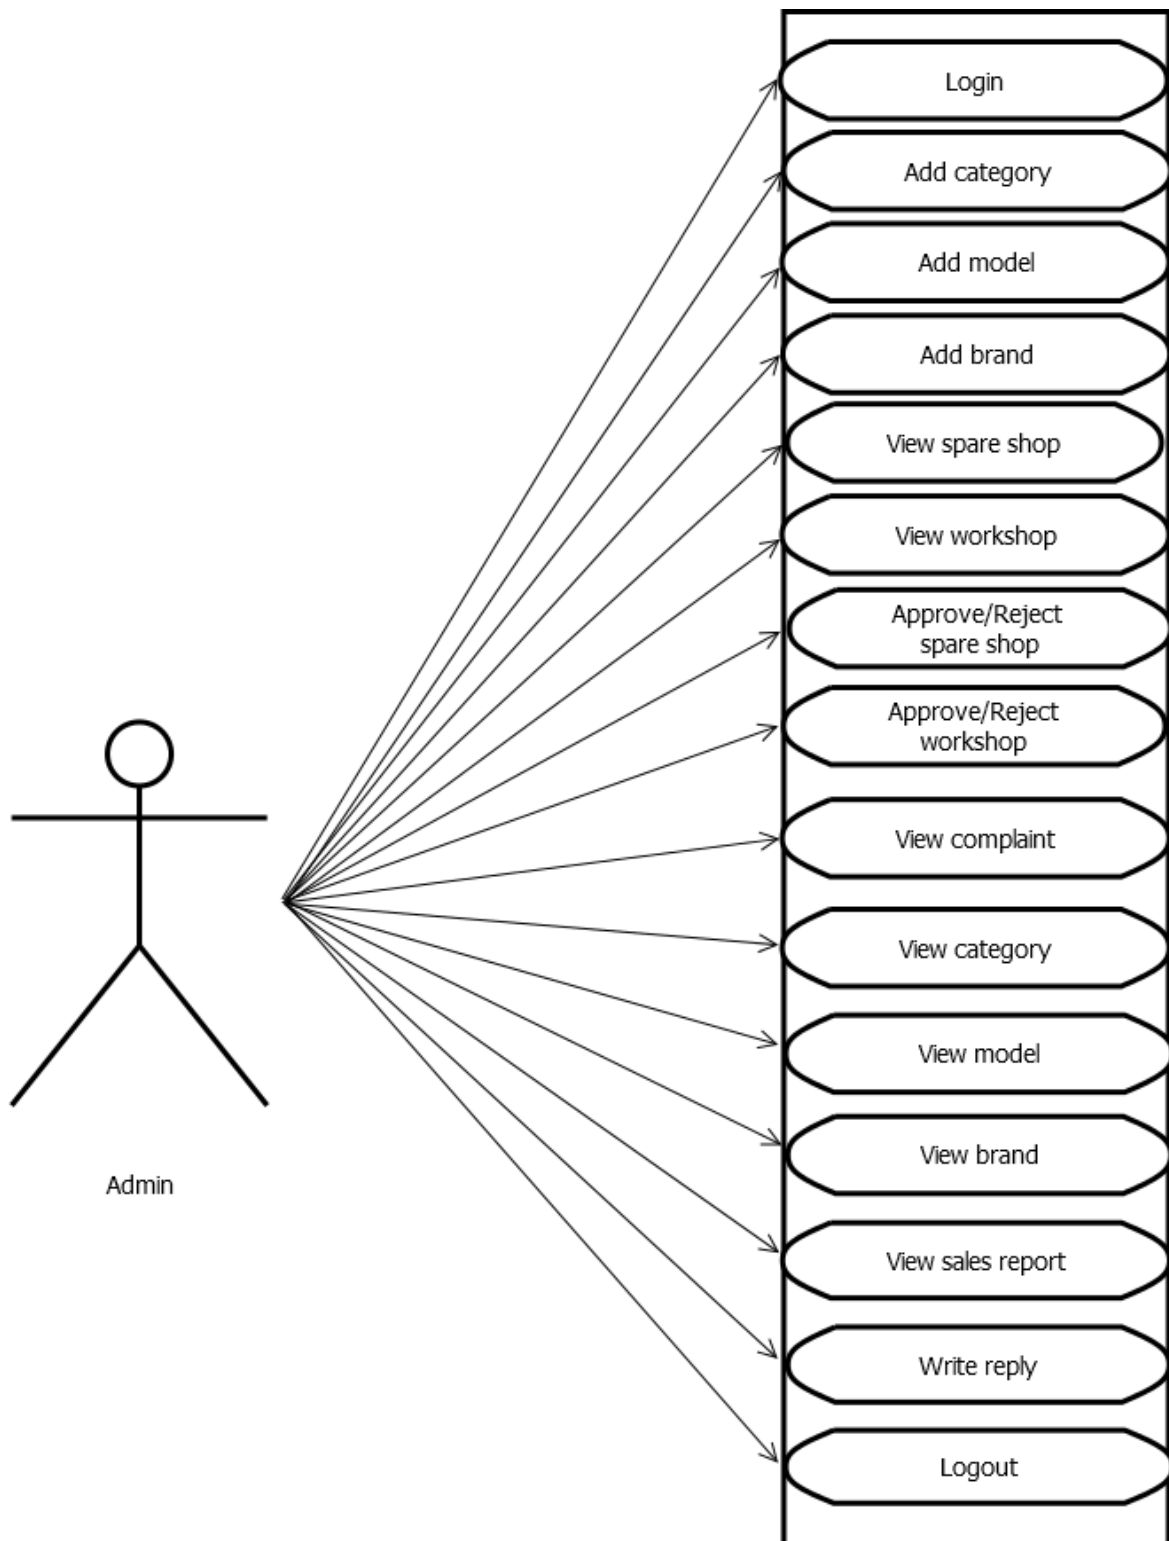 Login
Add category
Add model
Add brand
View spare shop
View workshop
Approve/Reject
spare shop
Approve/Reject
workshop
View complaint
View category
View model
View brand
Admin
View sales report
Write reply
Logout